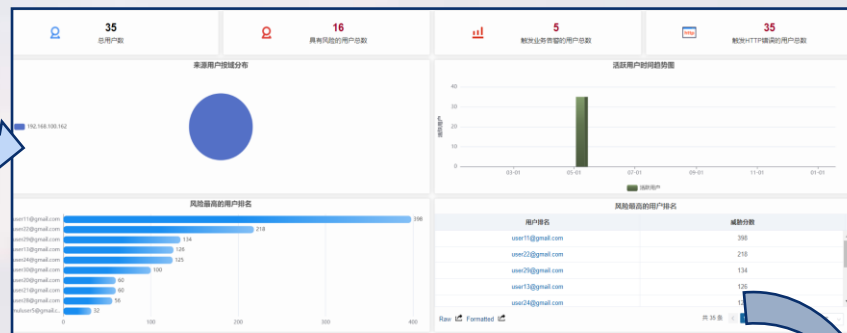 35
总用户数
16
具有风险的用户总数
5
触发业务告警的用户总数
http
35
触发HTTP错误的用户总数
来源用户按域分布
192.168.100.162
活跃用户时间趋势图
40
30
20
10
0
03-01
05-01
07-01
09-01
11-01
01-01
活跃用户
风险最高的用户排名
user11@gmail.com
398
user22@gmail.com
218
user29@gmail.com
134
user13@gmail.com
126
user24@gmail.com
125
user30@gmail.com
100
user20@gmail.com
60
user21@gmail.com
60
user28@gmail.com
56
32
0
100
200
300
400
风险最高的用户排名
用户排名 威胁分数
user11@gmail.com 398
user22@gmail.com 218
user29@gmail.com 134
user13@gmail.com 126
user24@gmail.com
Raw Formatted